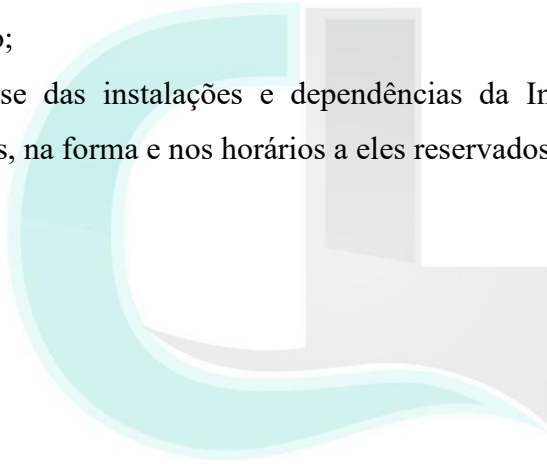 o;
se das instalações e dependências da In
s, na forma e nos horários a eles reservados